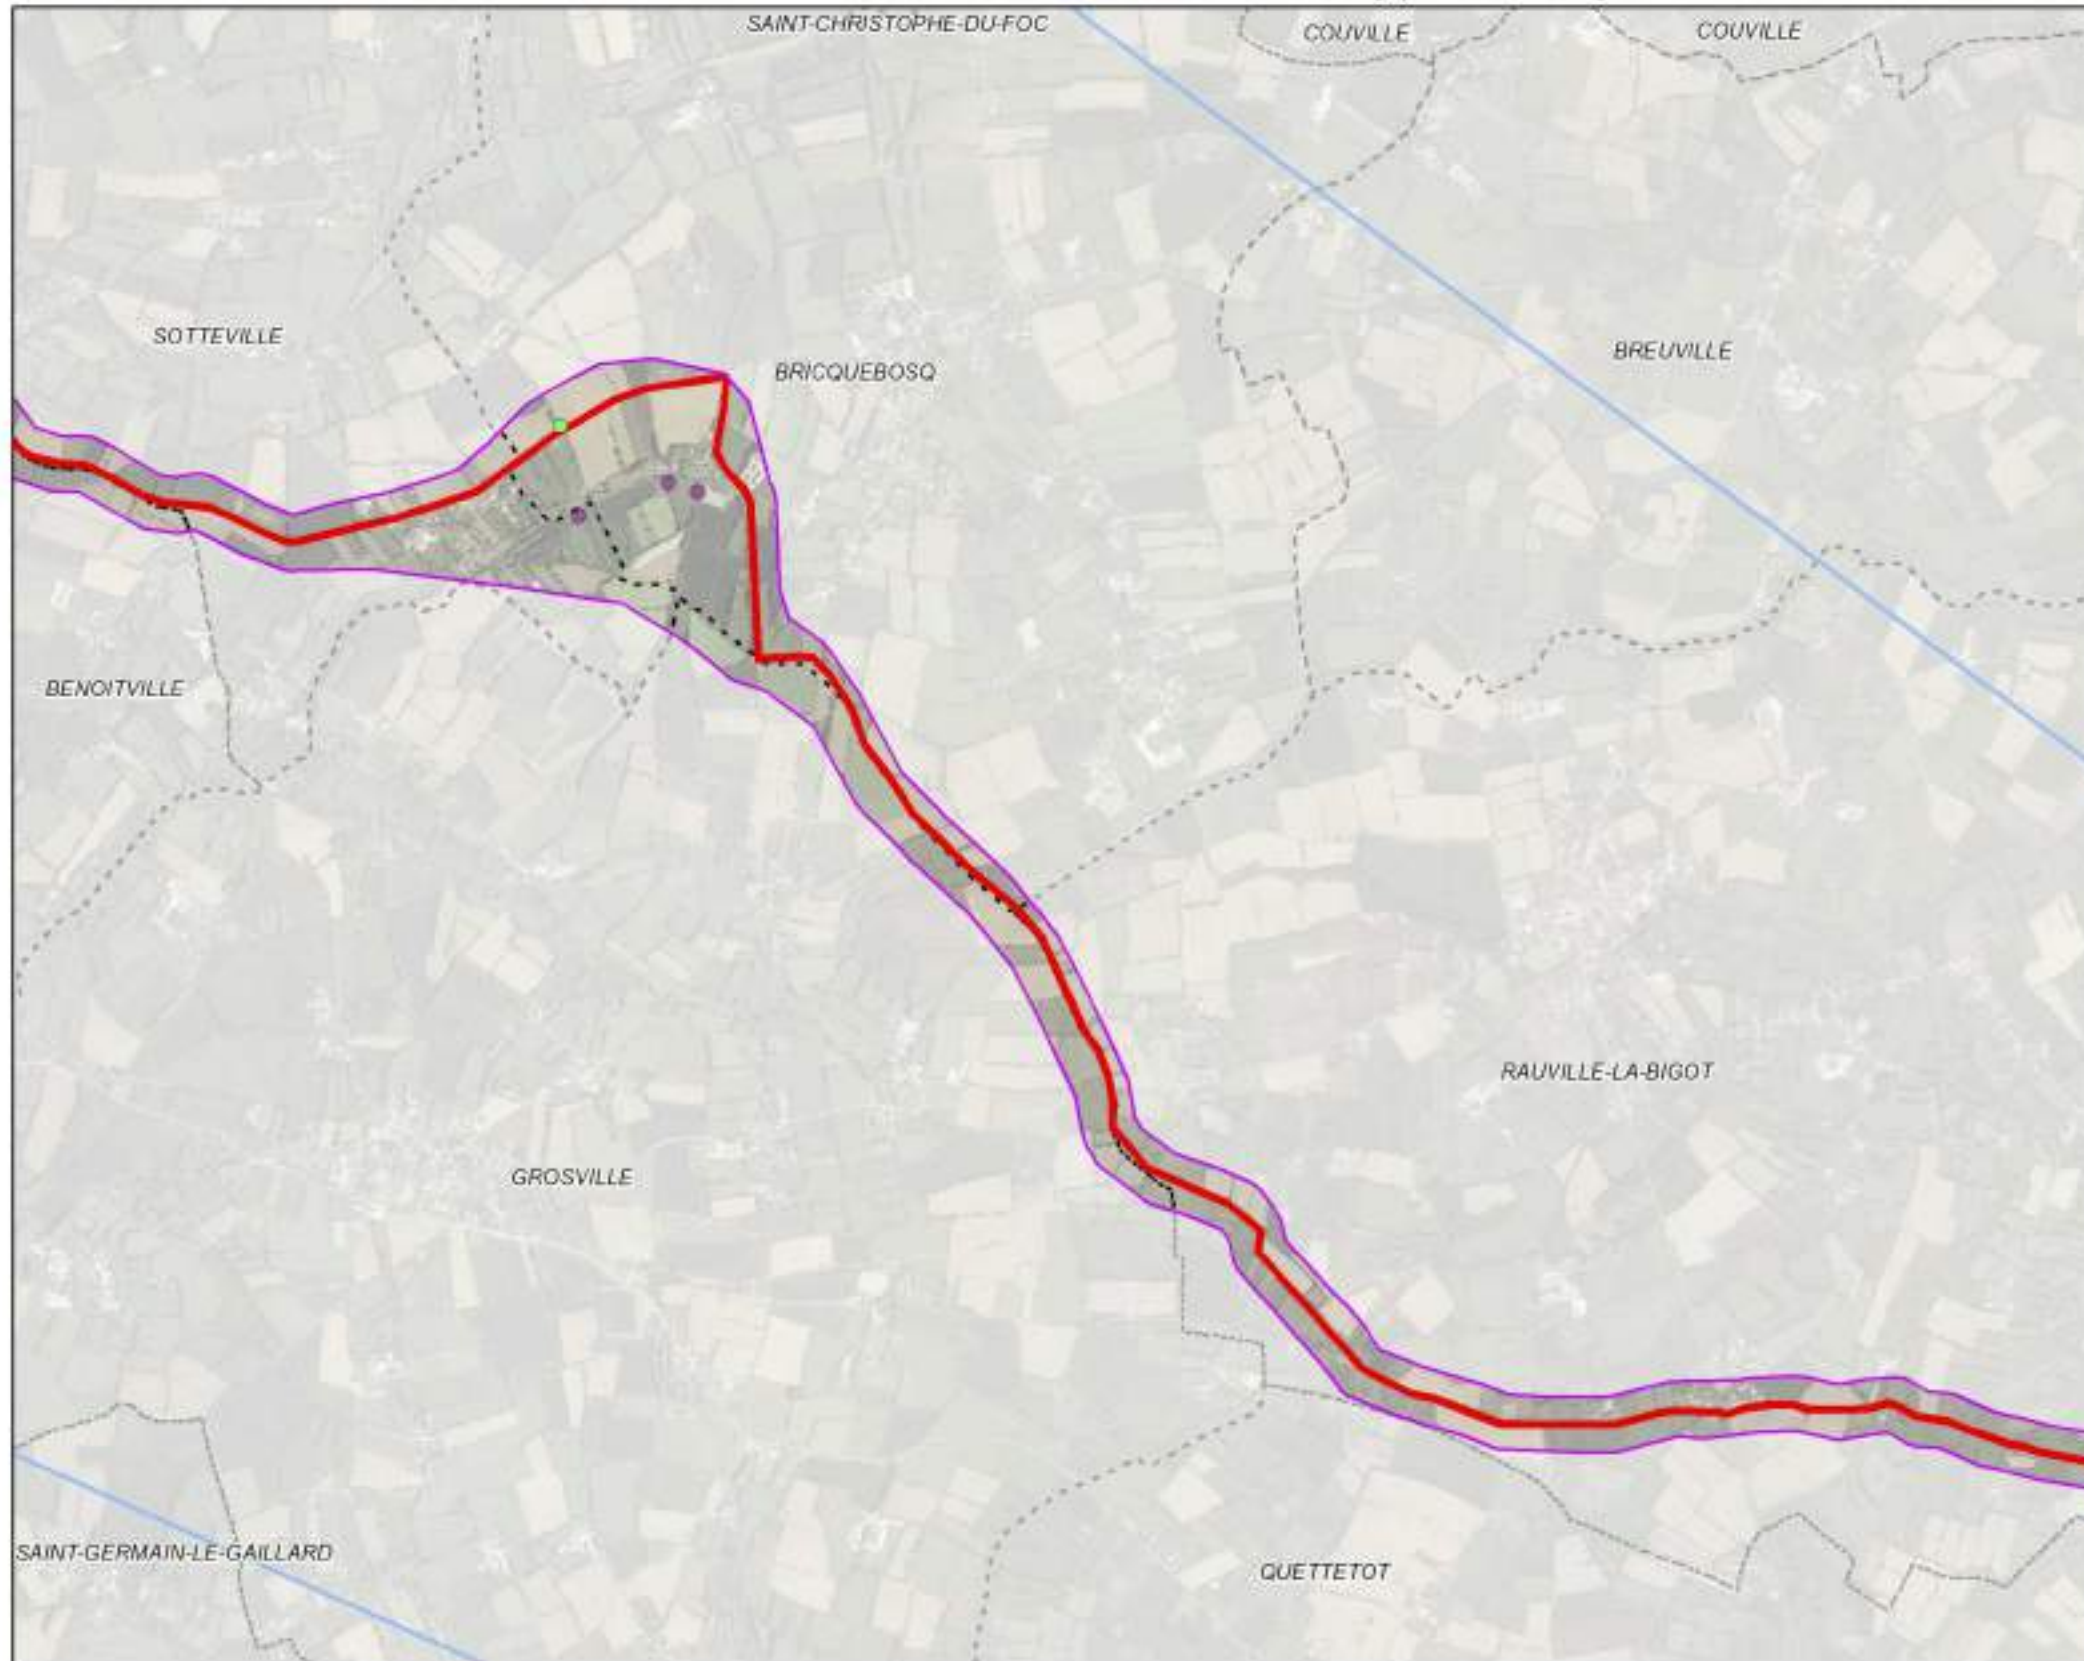 SAINT-CHRISTOPHE-DU-FOC
COUVILLE
COUVILLE
SOTTEVILLE
BREUVILLE
BRICQUEBOSQ
BENOITVILLE
RAUVILLE-LA-BIGOT
GROSVILLE
SAINT-GERMAIN-LE-GAILLARD
QUETTETOT